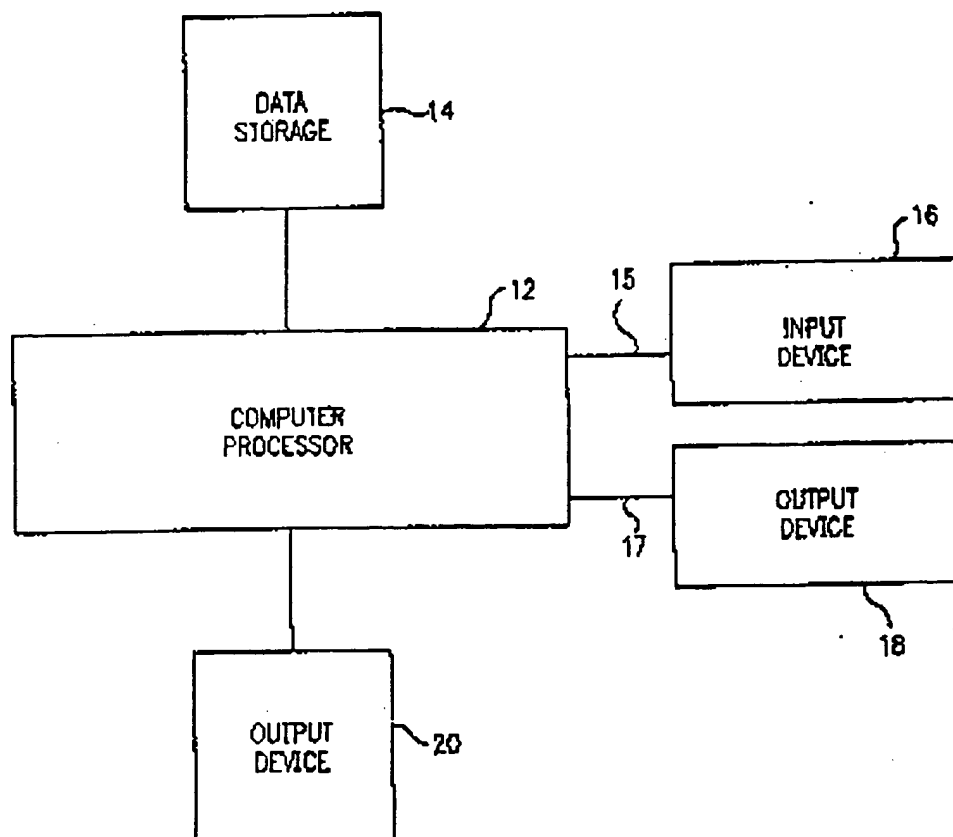 DATA
STORAGE
14
16
12
15
INPUT
DEVICE
COMPUTER
PROCESSOR
OUTPUT
DEVICE
17
18
OUTPUT
DEVICE
20